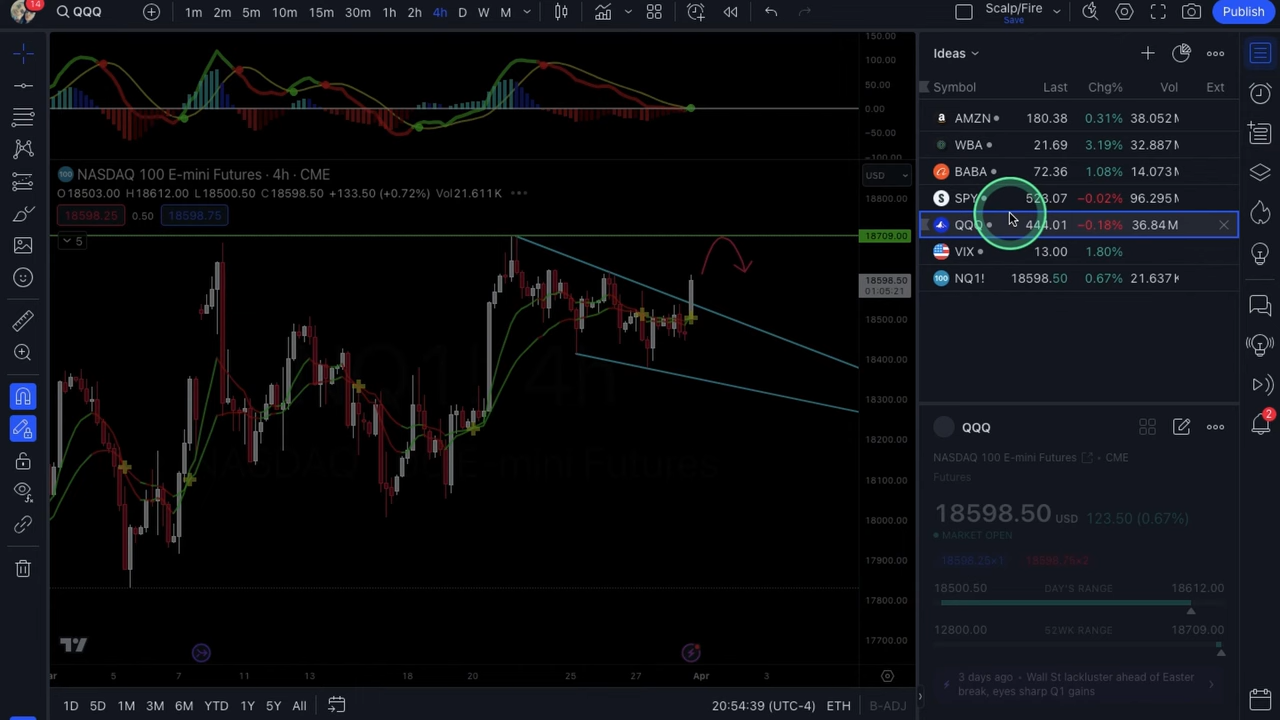 14 QQQ 1m 2m 5m 10m 15m 30m 1h 2h 4h D W M Scalp/Fire Save Publish
150.00
100.00
50.00
0.00
−50.00
−100.00
NASDAQ 100 E-mini Futures · 4h · CME USD
O18503.00 H18612.00 L18500.50 C18598.50 +133.50 (+0.72%) Vol21.611K
18598.25 0.50 18598.75
5
18800.00
18709.00
18598.50
01:05:21
18500.00
18400.00
18300.00
18200.00
18100.00
18000.00
17900.00
17800.00
17700.00
5 7 11 13 18 20 25 27 Apr 3
1D 5D 1M 3M 6M YTD 1Y 5Y All 20:54:39 (UTC-4) ETH B-ADJ
Ideas
Symbol Last Chg% Vol Ext
AMZN 180.38 0.31% 38.052M
WBA 21.69 3.19% 32.887M
BABA 72.36 1.08% 14.073M
SPY 523.07 −0.02% 96.295M
QQQ 444.01 −0.18% 36.84M
VIX 13.00 1.80%
NQ1! 18598.50 0.67% 21.637K
QQQ
NASDAQ 100 E-mini Futures • CME
Futures
18598.50 USD 123.50 (0.67%)
MARKET OPEN
18500.50 DAY'S RANGE 18612.00
12800.00 52WK RANGE 18709.00
3 days ago • Wall St lackluster ahead of Easter
break, eyes sharp Q1 gains
2